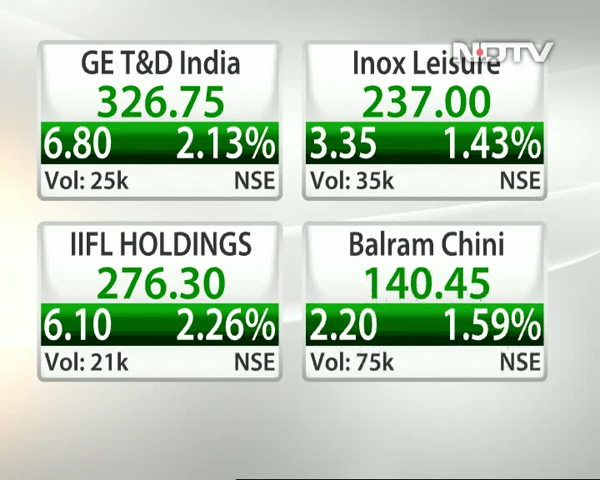 NDTV
GE T&D India
326.75
6.80 2.13%
Vol: 25k NSE
Inox Leisure
237.00
3.35 1.43%
Vol: 35k NSE
IIFL HOLDINGS
276.30
6.10 2.26%
Vol: 21k NSE
Balram Chini
140.45
2.20 1.59%
Vol: 75k NSE